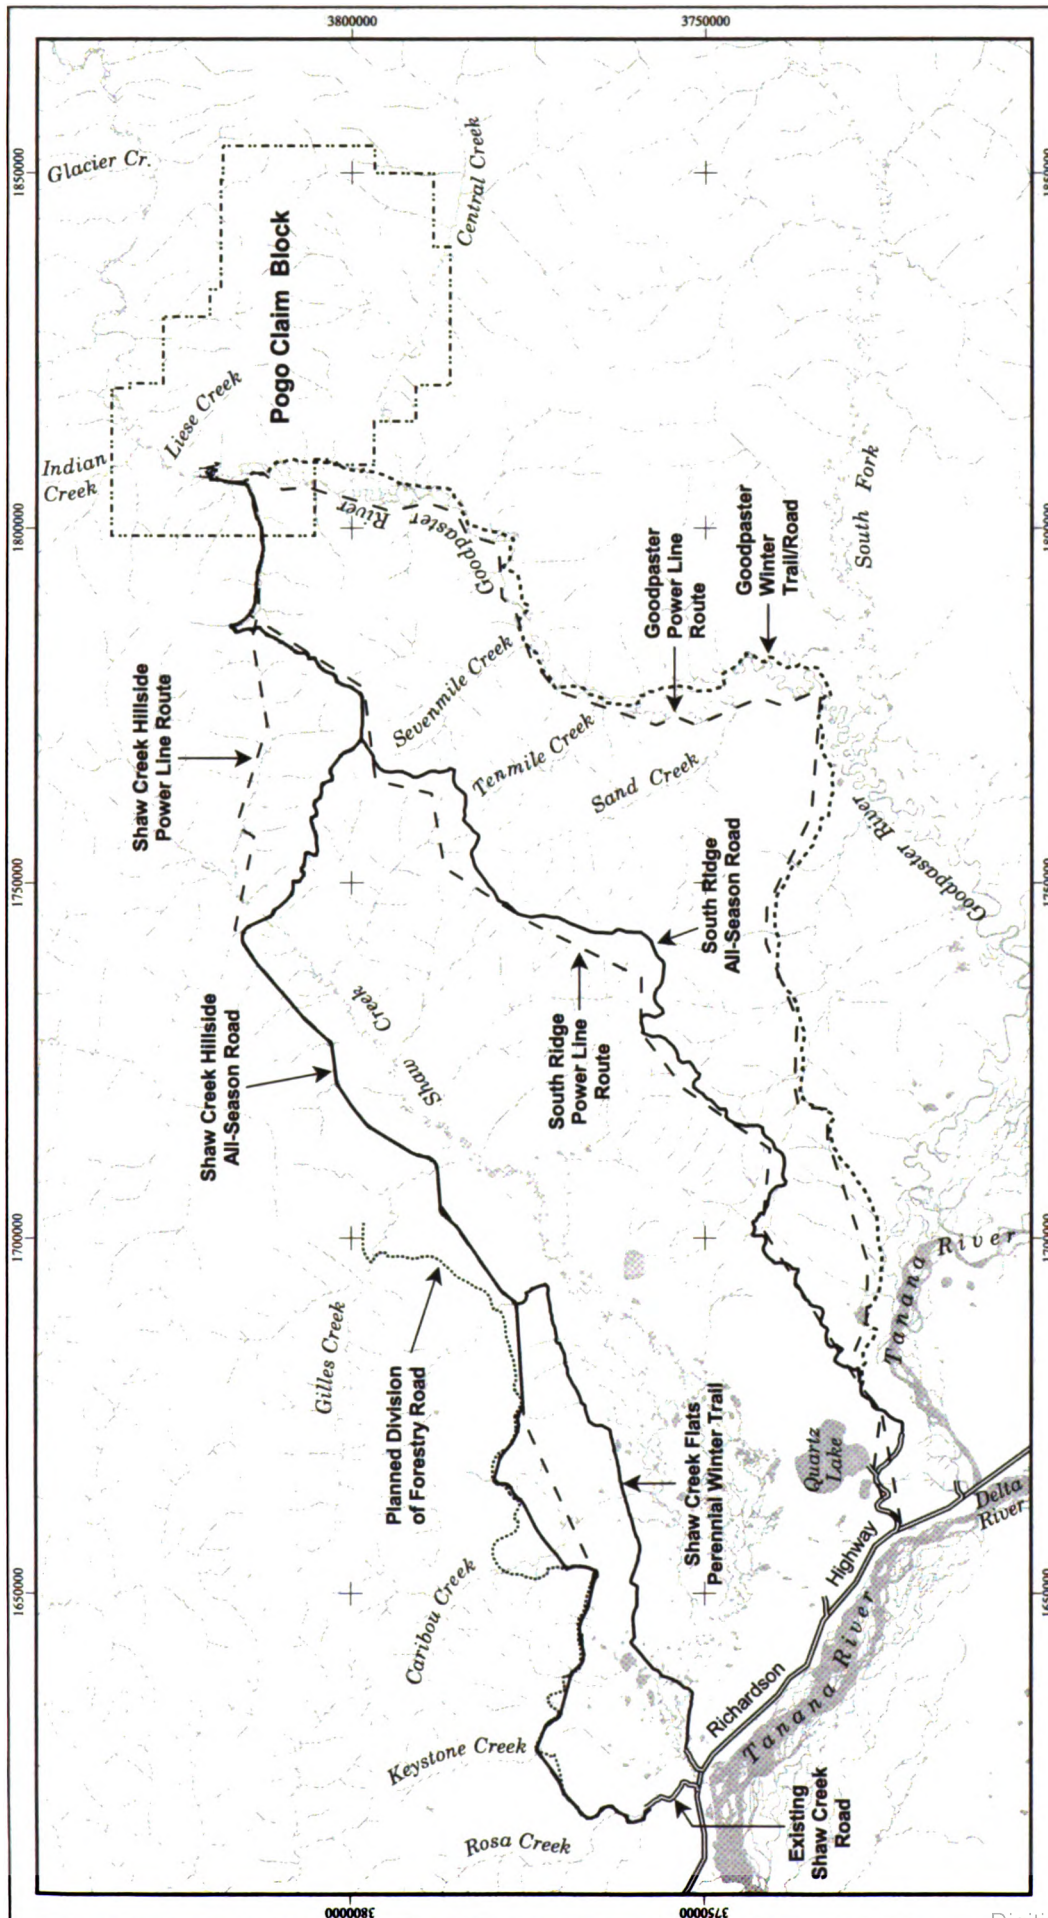 3800000
3750000
1850000
1850000
1800000
1800000
1750000
1750000
1700000
1700000
1650000
1650000
3800000
3750000
Glacier Cr.
Central Creek
Pogo Claim Block
Liese Creek
Indian
Creek
Goodpaster
River
Shaw Creek Hillside
Power Line Route
Sevenmile Creek
Tenmile Creek
Sand Creek
Goodpaster
Power Line
Route
Goodpaster
Winter
Trail/Road
South Fork
Goodpaster River
South Ridge
All-Season Road
South Ridge
Power Line
Route
Shaw Creek Hillside
All-Season Road
Shaw Creek
Gilles Creek
Planned Division
of Forestry Road
Shaw Creek Flats
Perennial Winter Trail
Quartz
Lake
Tanana River
Delta
River
Richardson Highway
Tanana River
Caribou Creek
Keystone Creek
Rosa Creek
Existing
Shaw Creek
Road